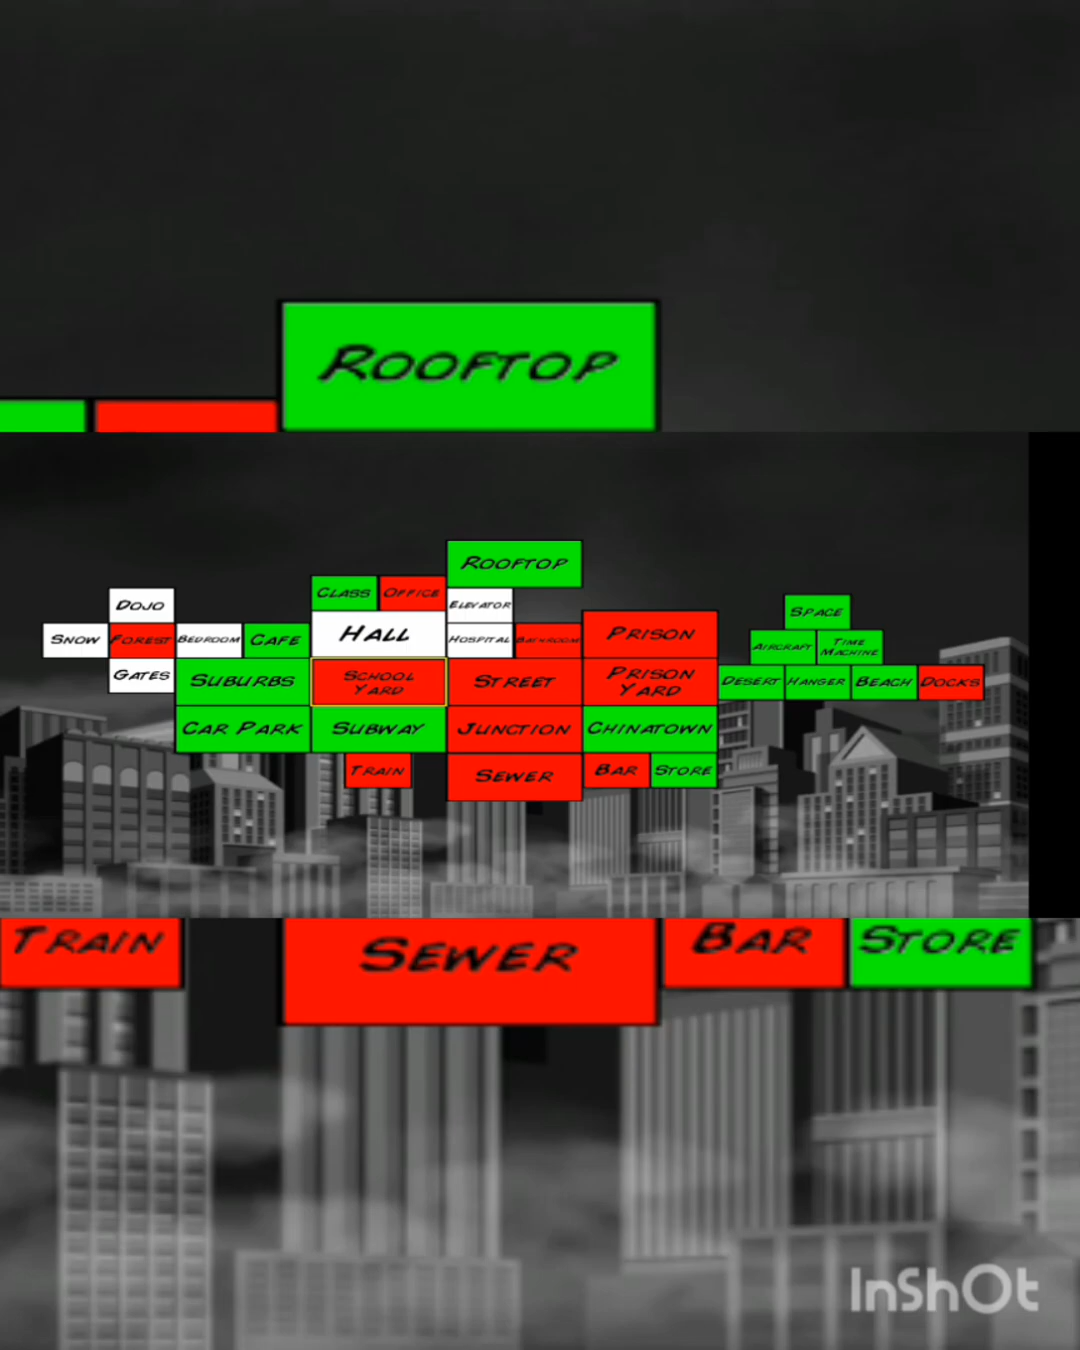 ROOFTOP
ROOFTOP
CLASS OFFICE
DOJO
ELEVATOR
SPACE
SNOW FOREST BEDROOM CAFE
HALL
HOSPITAL BATHROOM
PRISON
AIRCRAFT TIME
MACHINE
GATES
SUBURBS
SCHOOL
YARD
STREET
PRISON
YARD
DESERT HANGER BEACH DOCKS
CAR PARK SUBWAY JUNCTION CHINATOWN
TRAIN SEWER BAR STORE
TRAIN SEWER BAR STORE
InShOt